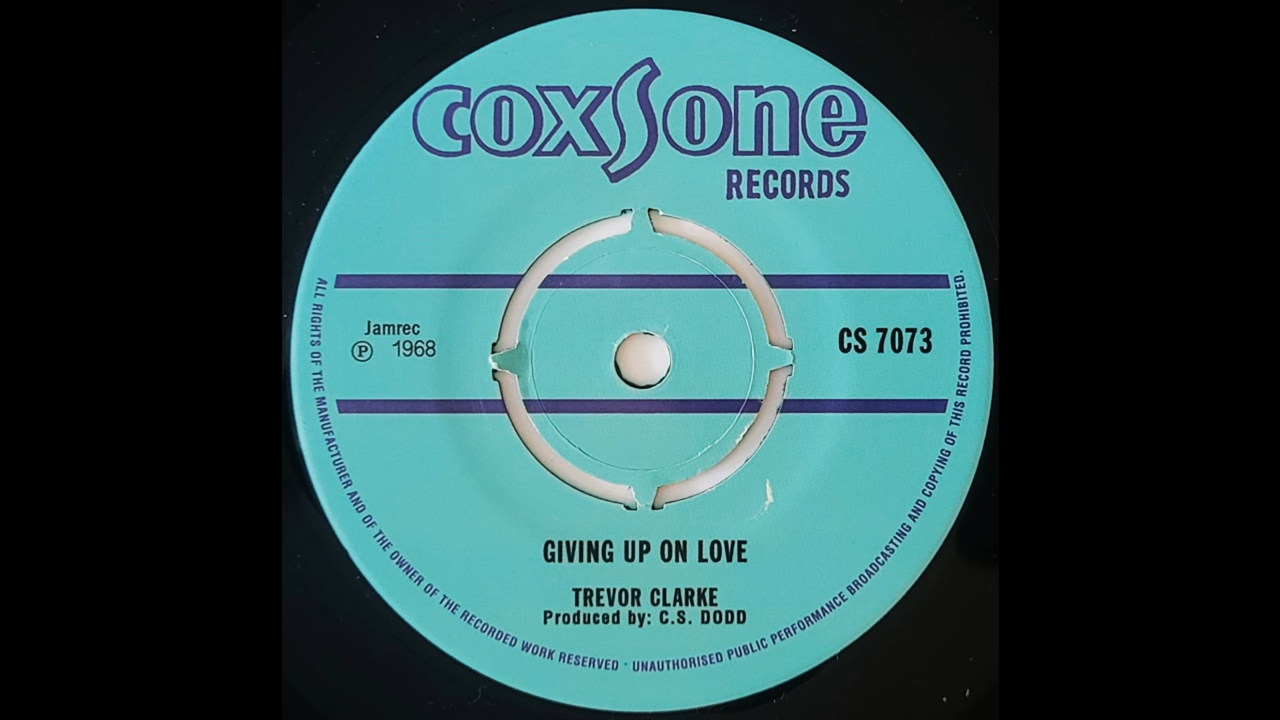 coxsone
RECORDS
Jamrec
Ⓟ 1968
CS 7073
GIVING UP ON LOVE
TREVOR CLARKE
Produced by: C.S. DODD
ALL RIGHTS OF THE MANUFACTURER AND OF THE OWNER OF THE RECORDED WORK RESERVED · UNAUTHORISED PUBLIC PERFORMANCE BROADCASTING AND COPYING OF THIS RECORD PROHIBITED.